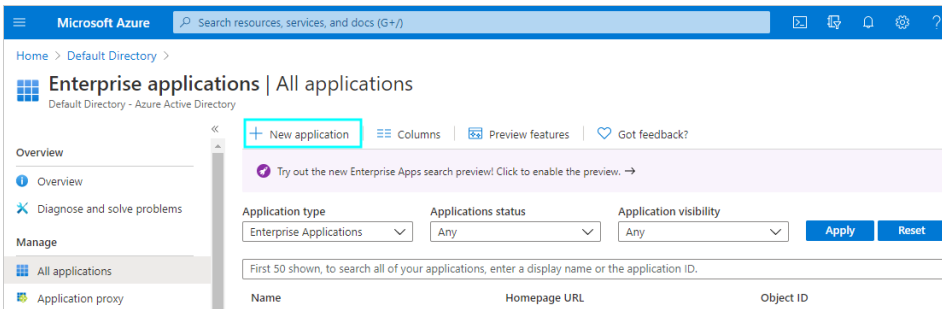 Microsoft Azure
Search resources, services, and docs (G+/)
Home > Default Directory >
Enterprise applications | All applications
Default Directory - Azure Active Directory
+ New application
Columns
Preview features
Got feedback?
Overview
Overview
Diagnose and solve problems
Manage
All applications
Application proxy
Try out the new Enterprise Apps search preview! Click to enable the preview. →
Application type
Applications status
Application visibility
Enterprise Applications
Any
Any
Apply
Reset
First 50 shown, to search all of your applications, enter a display name or the application ID.
Name
Homepage URL
Object ID